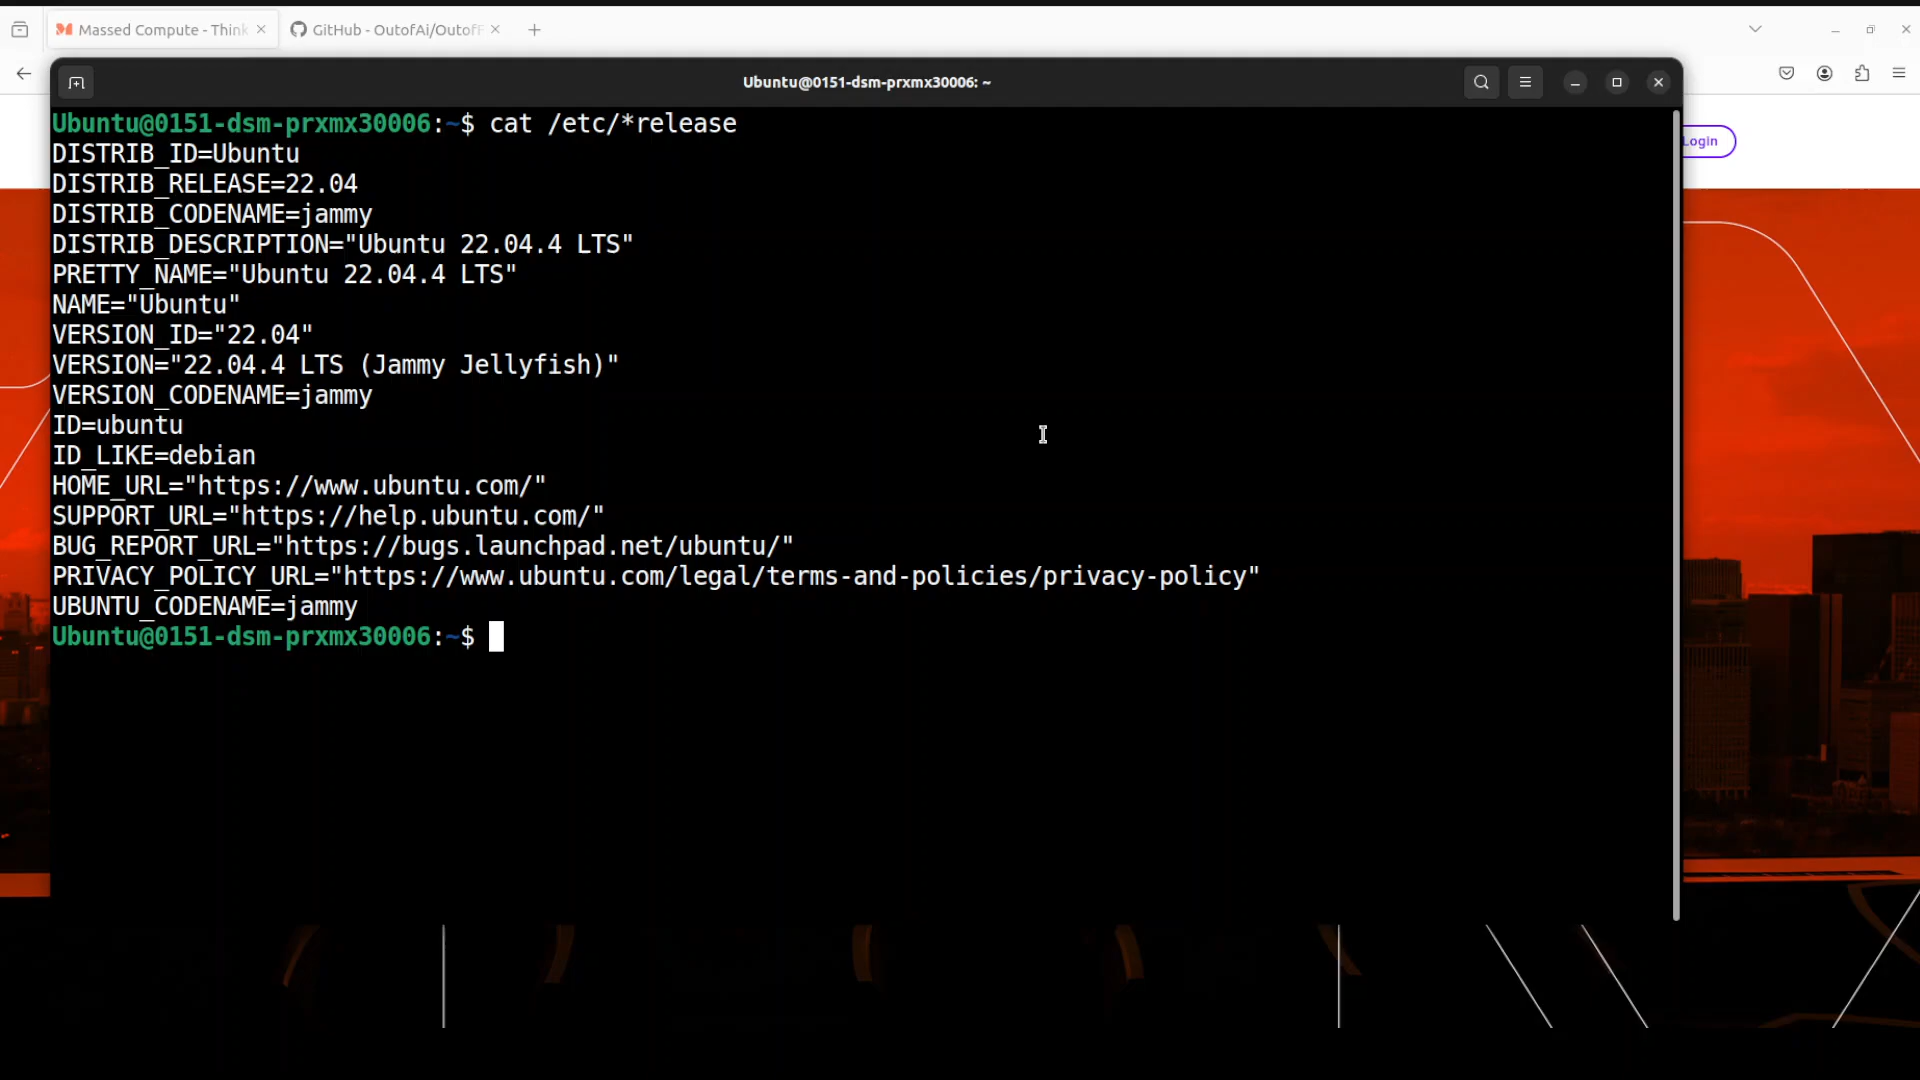 Massed Compute - Think
GitHub - OutofAi/OutofF
Ubuntu@0151-dsm-prxmx30006: ~
Login
Ubuntu@0151-dsm-prxmx30006:~$ cat /etc/*release
DISTRIB_ID=Ubuntu
DISTRIB_RELEASE=22.04
DISTRIB_CODENAME=jammy
DISTRIB_DESCRIPTION="Ubuntu 22.04.4 LTS"
PRETTY_NAME="Ubuntu 22.04.4 LTS"
NAME="Ubuntu"
VERSION_ID="22.04"
VERSION="22.04.4 LTS (Jammy Jellyfish)"
VERSION_CODENAME=jammy
ID=ubuntu
ID_LIKE=debian
HOME_URL="https://www.ubuntu.com/"
SUPPORT_URL="https://help.ubuntu.com/"
BUG_REPORT_URL="https://bugs.launchpad.net/ubuntu/"
PRIVACY_POLICY_URL="https://www.ubuntu.com/legal/terms-and-policies/privacy-policy"
UBUNTU_CODENAME=jammy
Ubuntu@0151-dsm-prxmx30006:~$